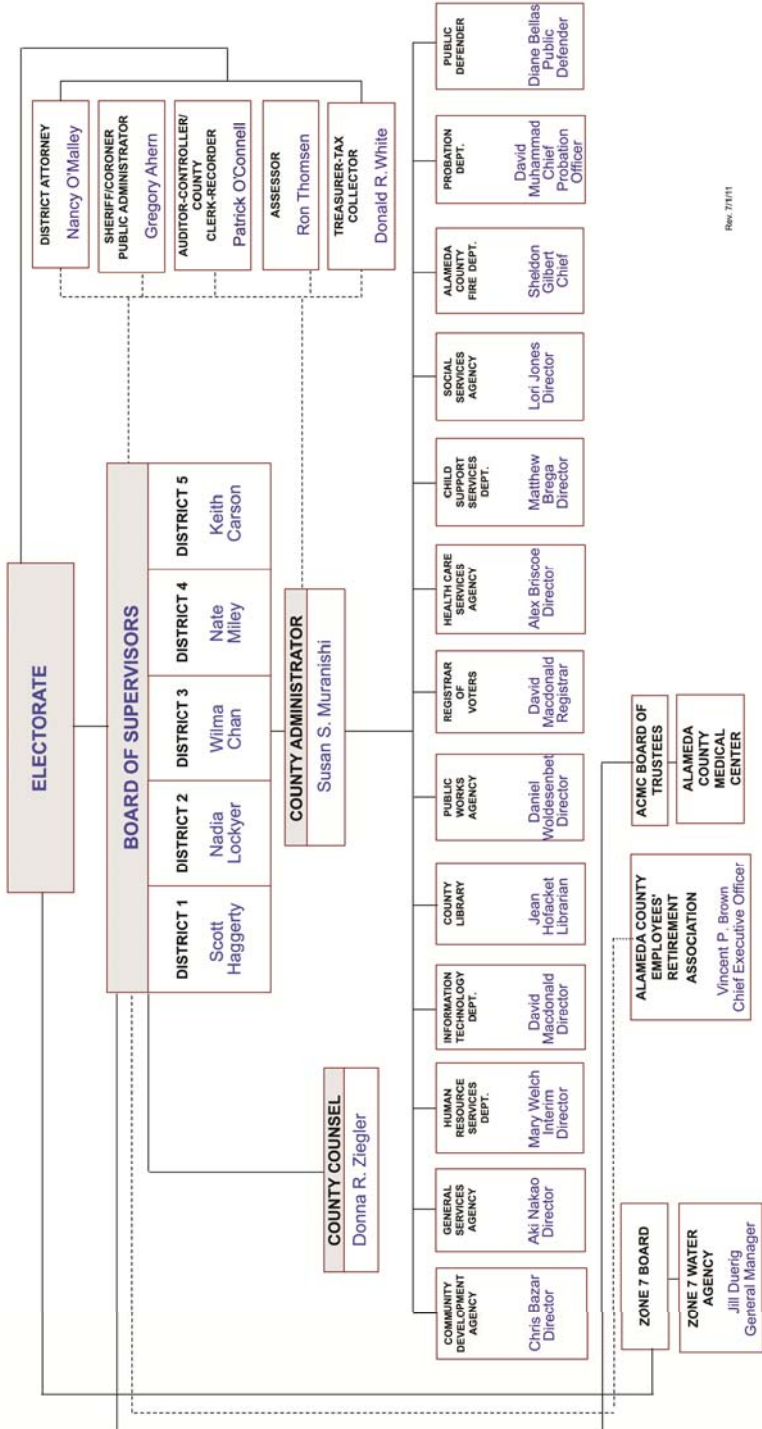 ELECTORATE
BOARD OF SUPERVISORS
DISTRICT 1
Scott
Haggerty
DISTRICT 2
Nadia
Lockyer
DISTRICT 3
Wilma
Chan
DISTRICT 4
Nate
Miley
DISTRICT 5
Keith
Carson
DISTRICT ATTORNEY
Nancy O'Malley
SHERIFF/CORONER
PUBLIC ADMINISTRATOR
Gregory Ahern
AUDITOR-CONTROLLER/
COUNTY
CLERK-RECORDER
Patrick O'Connell
ASSESSOR
Ron Thomsen
TREASURER-TAX
COLLECTOR
Donald R. White
COUNTY ADMINISTRATOR
Susan S. Muranishi
COUNTY COUNSEL
Donna R. Ziegler
COMMUNITY
DEVELOPMENT
AGENCY
Chris Bazar
Director
GENERAL
SERVICES
AGENCY
Aki Nakao
Director
HUMAN
RESOURCE
SERVICES
DEPT.
Mary Welch
Interim
Director
INFORMATION
TECHNOLOGY
DEPT.
David
Macdonald
Director
COUNTY
LIBRARY
Jean
Hofacket
Librarian
PUBLIC
WORKS
AGENCY
Daniel
Woldesenbet
Director
REGISTRAR
OF
VOTERS
David
Macdonald
Registrar
HEALTH CARE
SERVICES
AGENCY
Alex Briscoe
Director
CHILD
SUPPORT
SERVICES
DEPT.
Matthew
Brega
Director
SOCIAL
SERVICES
AGENCY
Lori Jones
Director
ALAMEDA
COUNTY
FIRE DEPT.
Sheldon
Gilbert
Chief
PROBATION
DEPT.
David
Muhammad
Chief
Probation
Officer
PUBLIC
DEFENDER
Diane Bellas
Public
Defender
ZONE 7 BOARD
ZONE 7 WATER
AGENCY
Jill Duerig
General Manager
ALAMEDA COUNTY
EMPLOYEES'
RETIREMENT
ASSOCIATION
Vincent P. Brown
Chief Executive Officer
ACMC BOARD OF
TRUSTEES
ALAMEDA
COUNTY
MEDICAL
CENTER
Rev. 7/1/11